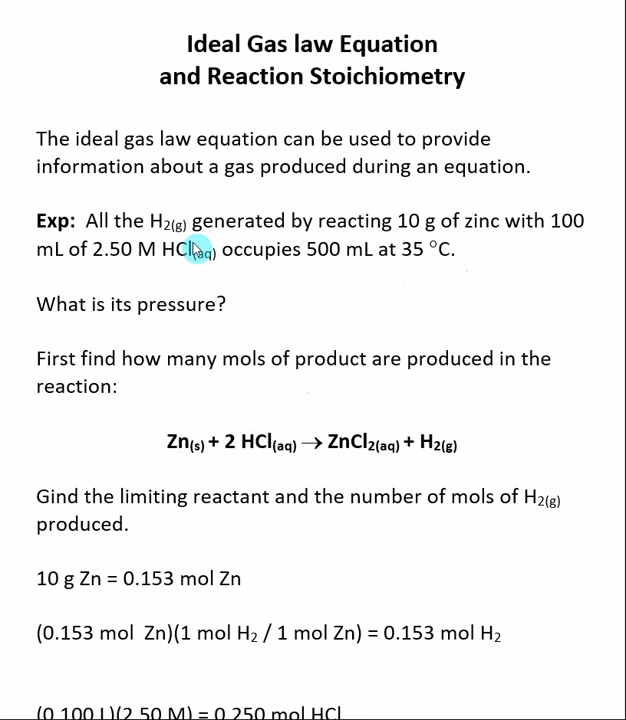 Ideal Gas law Equation
and Reaction Stoichiometry
The ideal gas law equation can be used to provide
information about a gas produced during an equation.
Exp: All the H₂(g) generated by reacting 10 g of zinc with 100
mL of 2.50 M HCl(aq) occupies 500 mL at 35 °C.
What is its pressure?
First find how many mols of product are produced in the
reaction:
Zn(s) + 2 HCl(aq) → ZnCl₂(aq) + H₂(g)
Gind the limiting reactant and the number of mols of H₂(g)
produced.
10 g Zn = 0.153 mol Zn
(0.153 mol Zn)(1 mol H₂ / 1 mol Zn) = 0.153 mol H₂
(0.100 L)(2.50 M) = 0.250 mol HCl